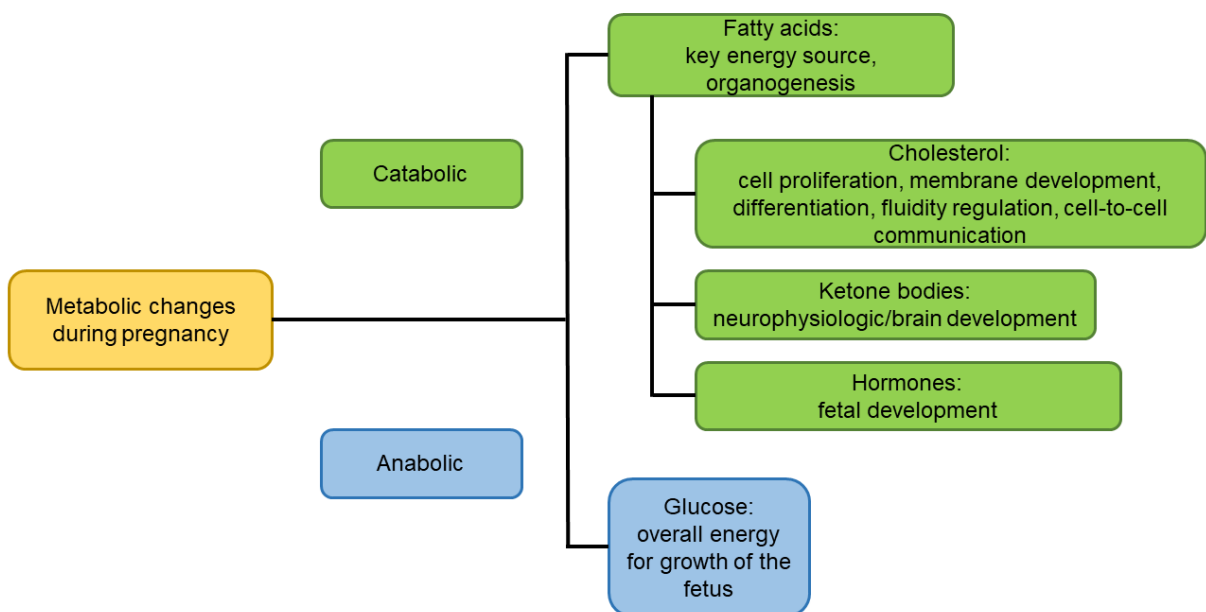 Fatty acids:
key energy source,
organogenesis
Catabolic
Cholesterol:
cell proliferation, membrane development,
differentiation, fluidity regulation, cell-to-cell
communication
Metabolic changes
during pregnancy
Ketone bodies:
neurophysiologic/brain development
Hormones:
fetal development
Anabolic
Glucose:
overall energy
for growth of the
fetus